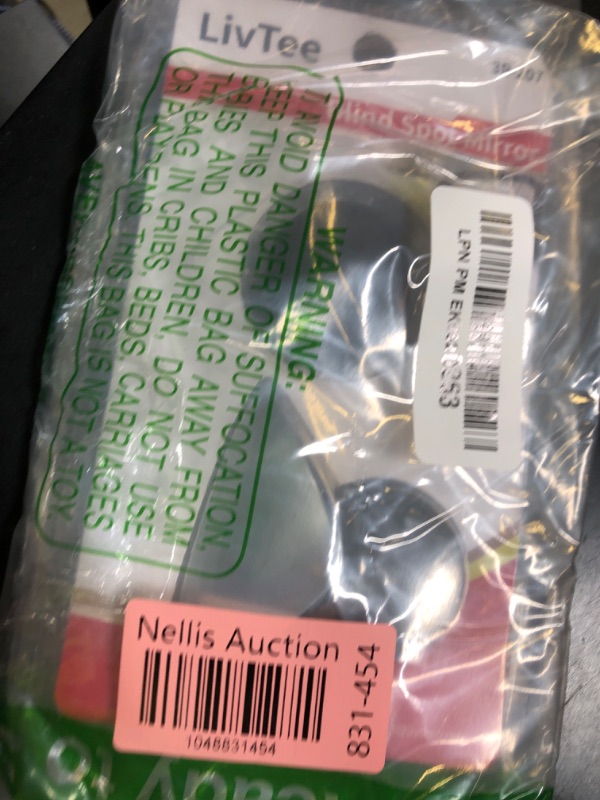 LivTee
Blind Spot Mirror
WARNING:
TO AVOID DANGER OF SUFFOCATION,
KEEP THIS PLASTIC BAG AWAY FROM
BABIES AND CHILDREN, DO NOT USE
THIS BAG IN CRIBS, BEDS, CARRIAGES
OR PLAYPENS THIS BAG IS NOT A TOY
LPN PM EK
Nellis Auction
1046831454
831-454